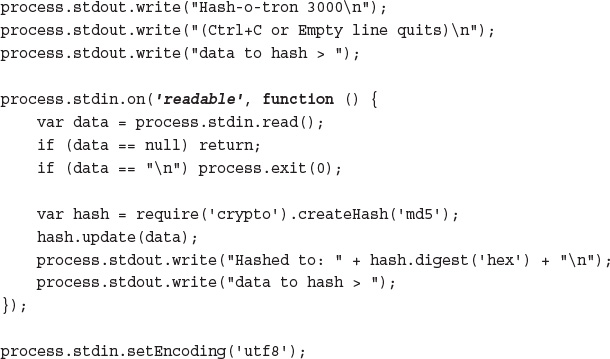 process.stdout.write("Hash-o-tron 3000\n");
process.stdout.write("(Ctrl+C or Empty line quits)\n");
process.stdout.write("data to hash > ");

process.stdin.on('readable', function () {
    var data = process.stdin.read();
    if (data == null) return;
    if (data == "\n") process.exit(0);

    var hash = require('crypto').createHash('md5');
    hash.update(data);
    process.stdout.write("Hashed to: " + hash.digest('hex') + "\n");
    process.stdout.write("data to hash > ");
});

process.stdin.setEncoding('utf8');